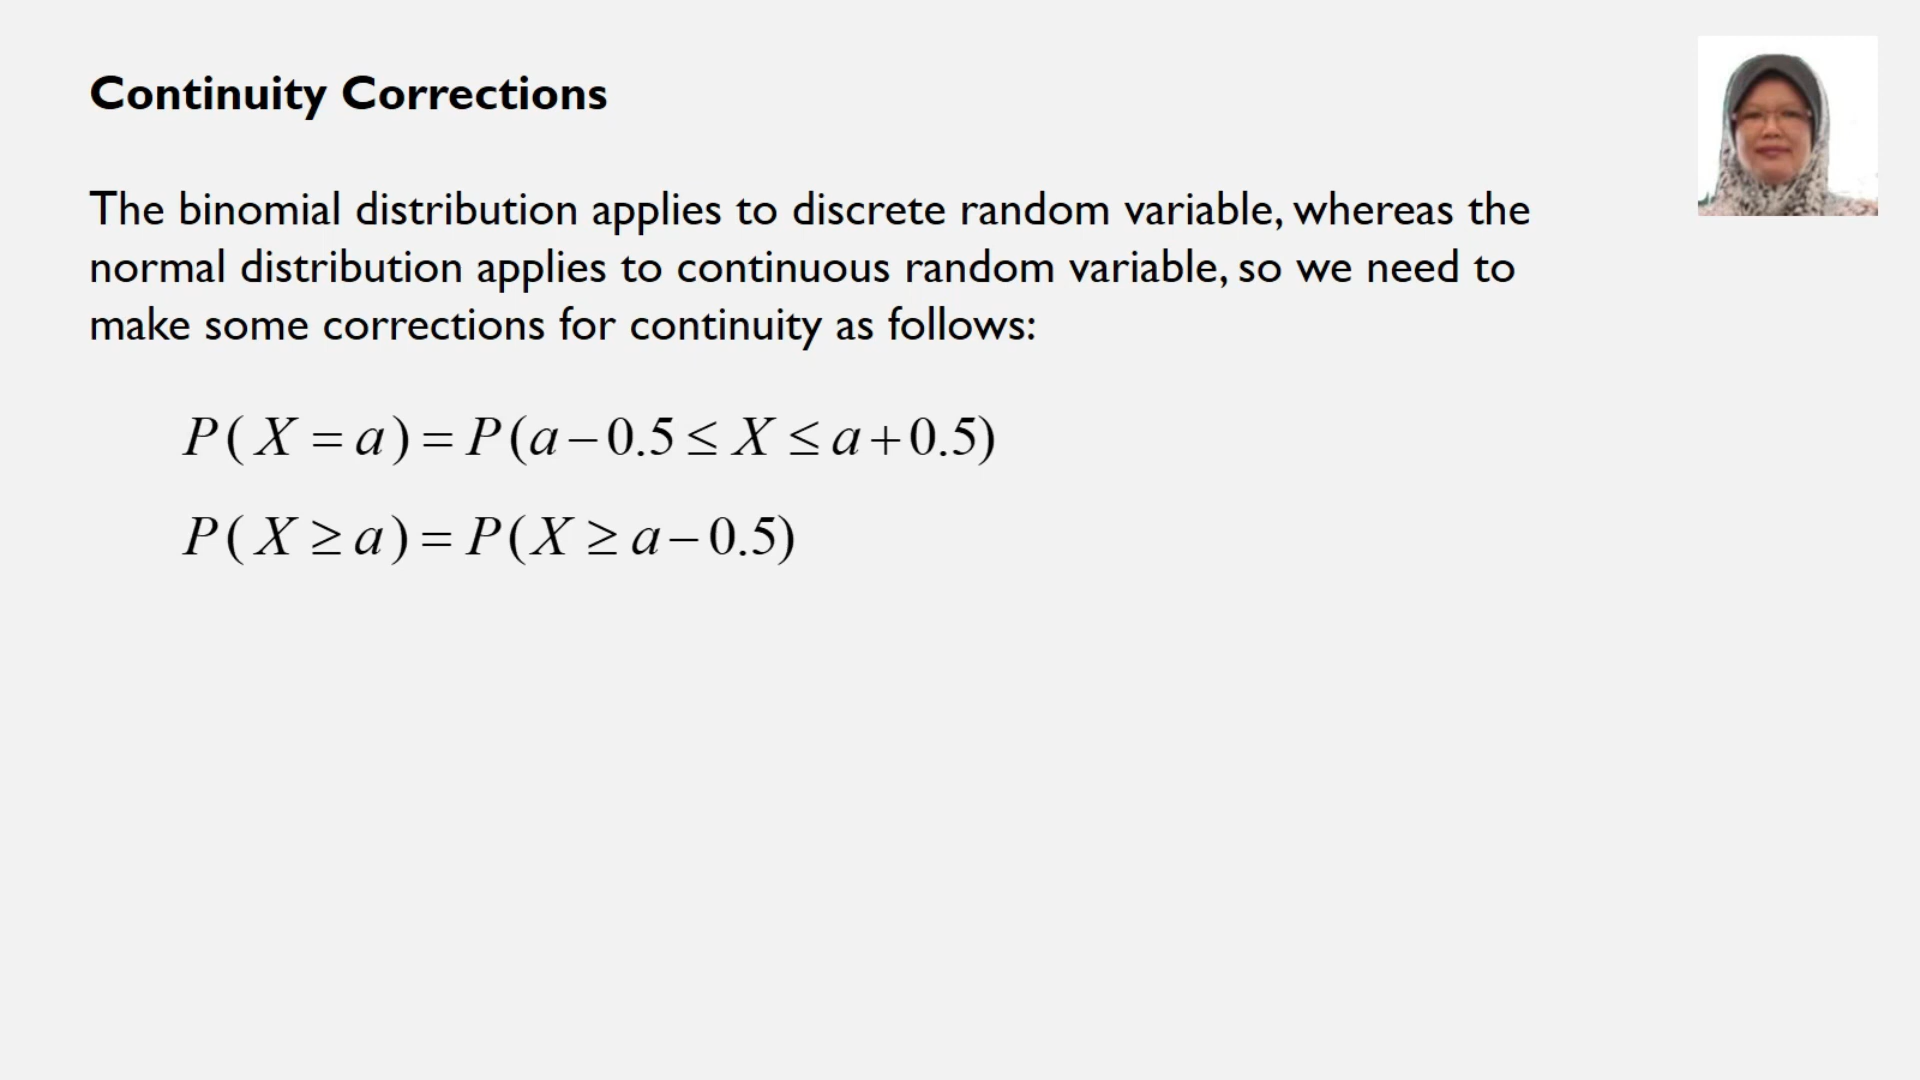 Continuity Corrections
The binomial distribution applies to discrete random variable, whereas the
normal distribution applies to continuous random variable, so we need to
make some corrections for continuity as follows:
P( X = a ) = P(a − 0.5 ≤ X ≤ a + 0.5)
P( X ≥ a ) = P(X ≥ a − 0.5)